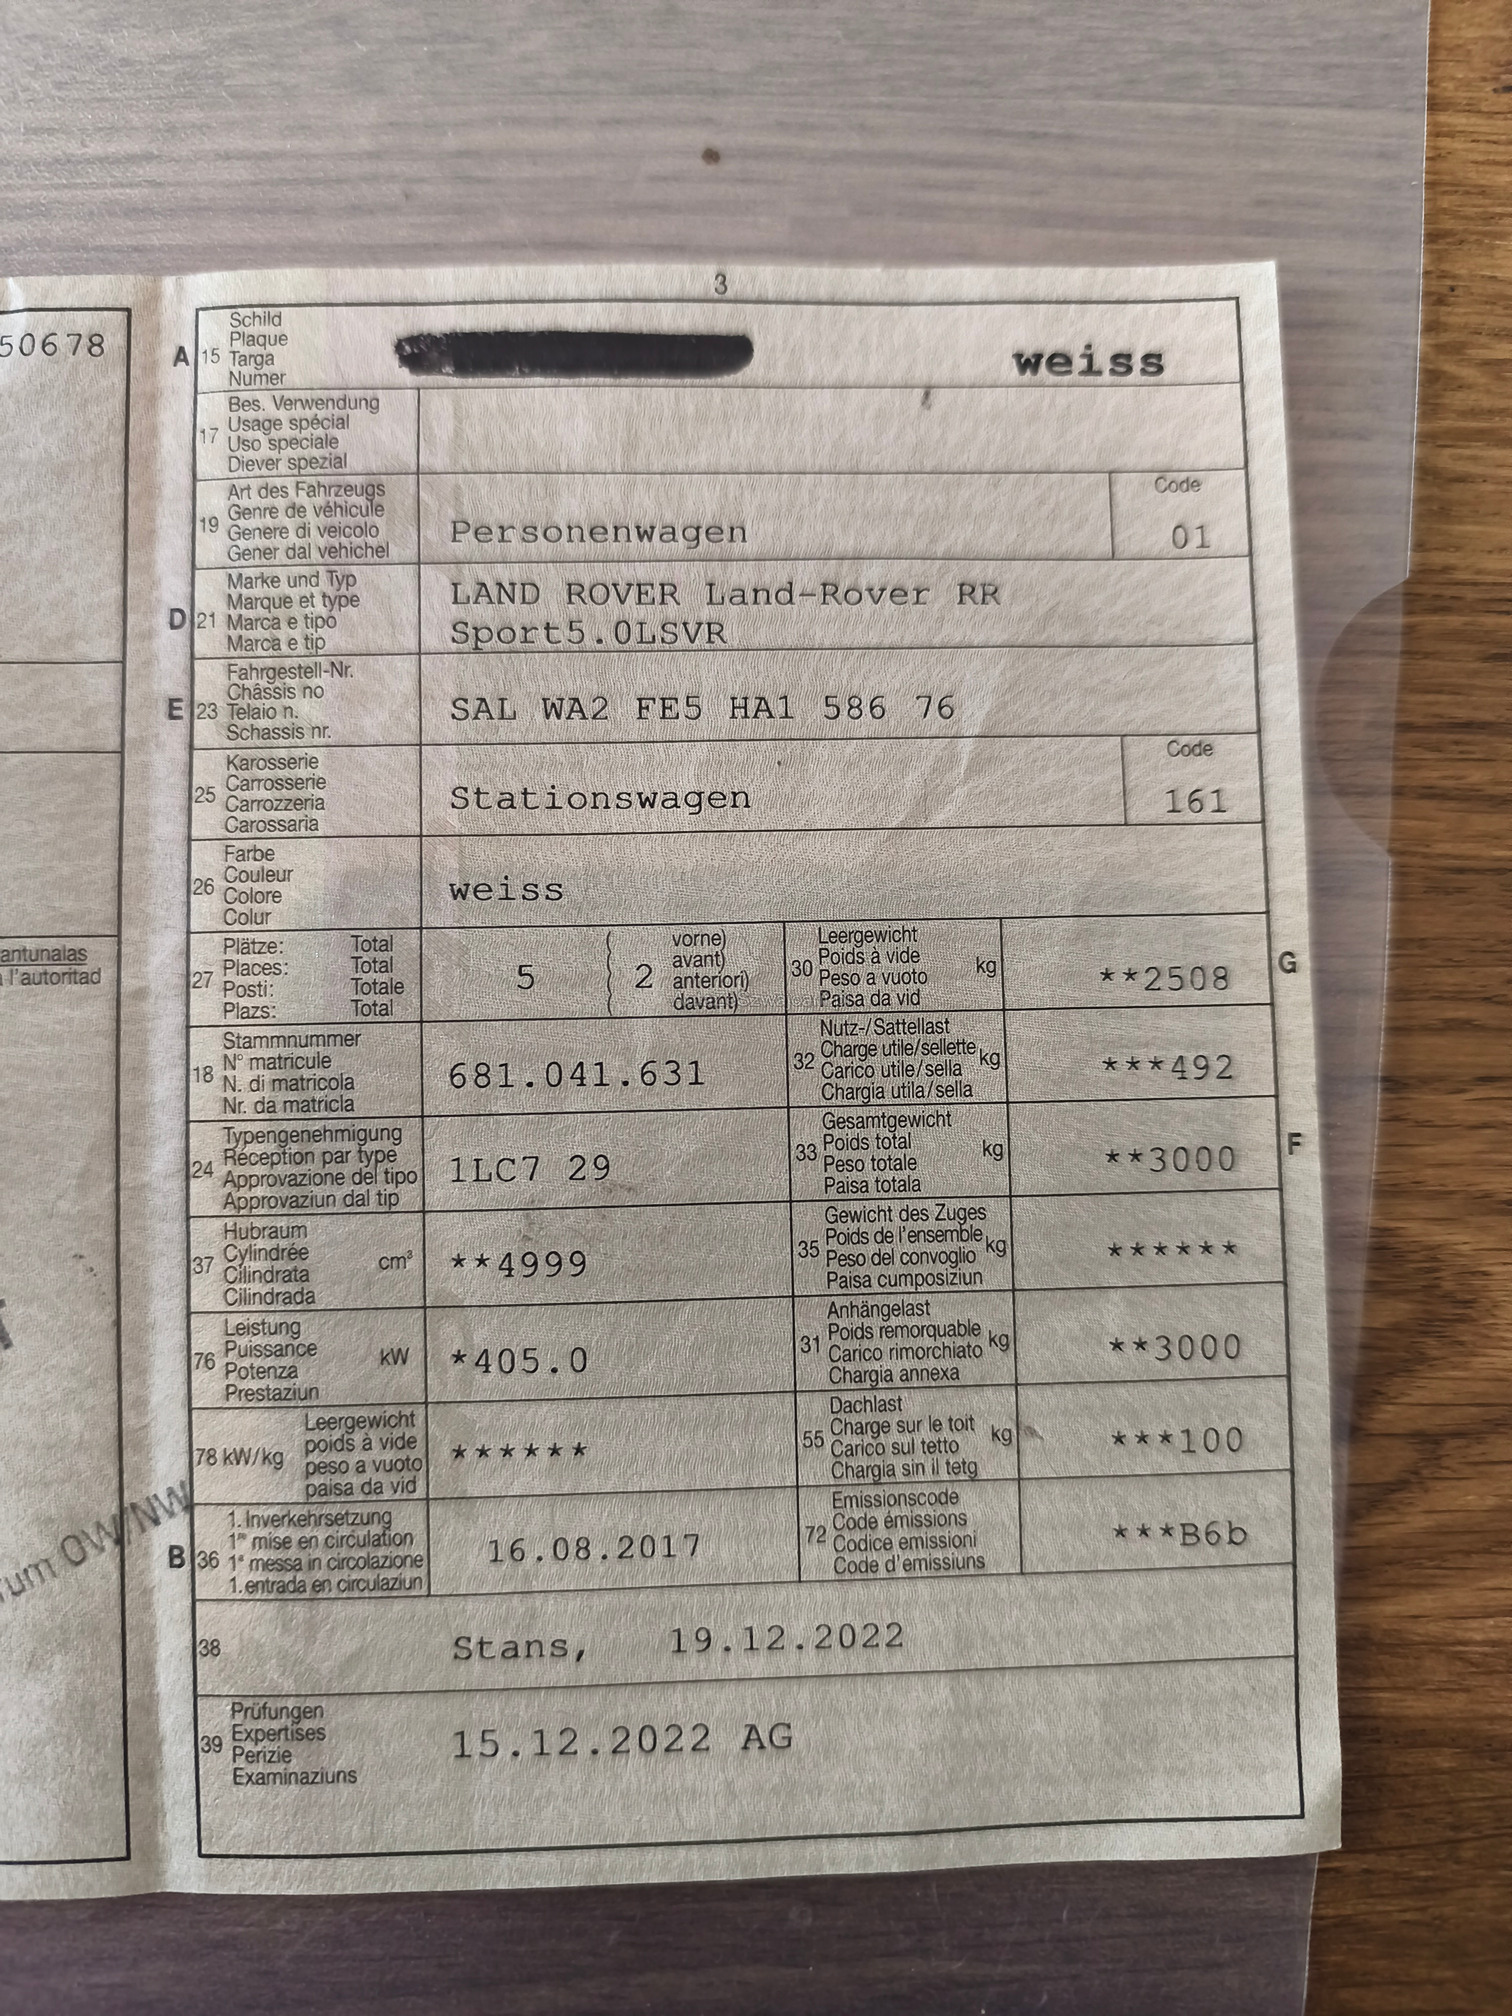 3
50678
A
15
Schild
Plaque
Targa
Numer
weiss
17
Bes. Verwendung
Usage spécial
Uso speciale
Diever spezial
19
Art des Fahrzeugs
Genre de véhicule
Genere di veicolo
Gener dal vehichel
Personenwagen
Code
01
D
21
Marke und Typ
Marque et type
Marca e tipo
Marca e tip
LAND ROVER Land-Rover RR
Sport5.0LSVR
E
23
Fahrgestell-Nr.
Châssis no
Telaio n.
Schassis nr.
SAL WA2 FE5 HA1 586 76
25
Karosserie
Carrosserie
Carrozzeria
Carossaria
Stationswagen
Code
161
26
Farbe
Couleur
Colore
Colur
weiss
antunalas
l'autoritad
27
Plätze: Total
Places: Total
Posti: Totale
Plazs: Total
5
( 2
vorne)
avant)
anteriori)
davant)
30
Leergewicht
Poids à vide
Peso a vuoto
Paisa da vid
kg
**2508
G
18
Stammnummer
N° matricule
N. di matricola
Nr. da matricla
681.041.631
32
Nutz-/Sattellast
Charge utile/sellette
Carico utile/sella
Chargia utila/sella
kg
***492
24
Typengenehmigung
Réception par type
Approvazione del tipo
Approvaziun dal tip
1LC7 29
33
Gesamtgewicht
Poids total
Peso totale
Paisa totala
kg
**3000
F
37
Hubraum
Cylindrée
Cilindrata
Cilindrada
cm³
**4999
35
Gewicht des Zuges
Poids de l'ensemble
Peso del convoglio
Paisa cumposiziun
kg
******
76
Leistung
Puissance
Potenza
Prestaziun
kW
*405.0
31
Anhängelast
Poids remorquable
Carico rimorchiato
Chargia annexa
kg
**3000
78 kW/kg
Leergewicht
poids à vide
peso a vuoto
paisa da vid
******
55
Dachlast
Charge sur le toit
Carico sul tetto
Chargia sin il tetg
kg
***100
OW/NW
B
36
1. Inverkehrsetzung
1re mise en circulation
1a messa in circolazione
1. entrada en circulaziun
16.08.2017
72
Emissionscode
Code émissions
Codice emissioni
Code d'emissiuns
***B6b
38
Stans, 19.12.2022
39
Prüfungen
Expertises
Perizie
Examinaziuns
15.12.2022 AG